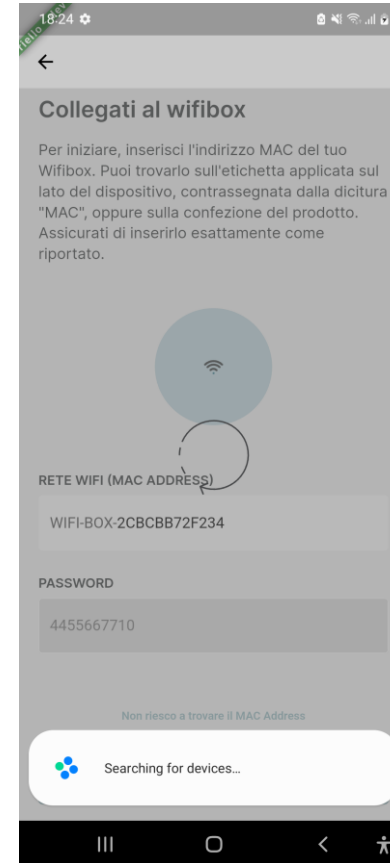 18:24
Collegati al wifibox
Per iniziare, inserisci l'indirizzo MAC del tuo
Wifibox. Puoi trovarlo sull'etichetta applicata sul
lato del dispositivo, contrassegnata dalla dicitura
"MAC", oppure sulla confezione del prodotto.
Assicurati di inserirlo esattamente come
riportato.
RETE WIFI (MAC ADDRESS)
WIFI-BOX-2CBCBB72F234
PASSWORD
4455667710
Non riesco a trovare il MAC Address
Searching for devices...